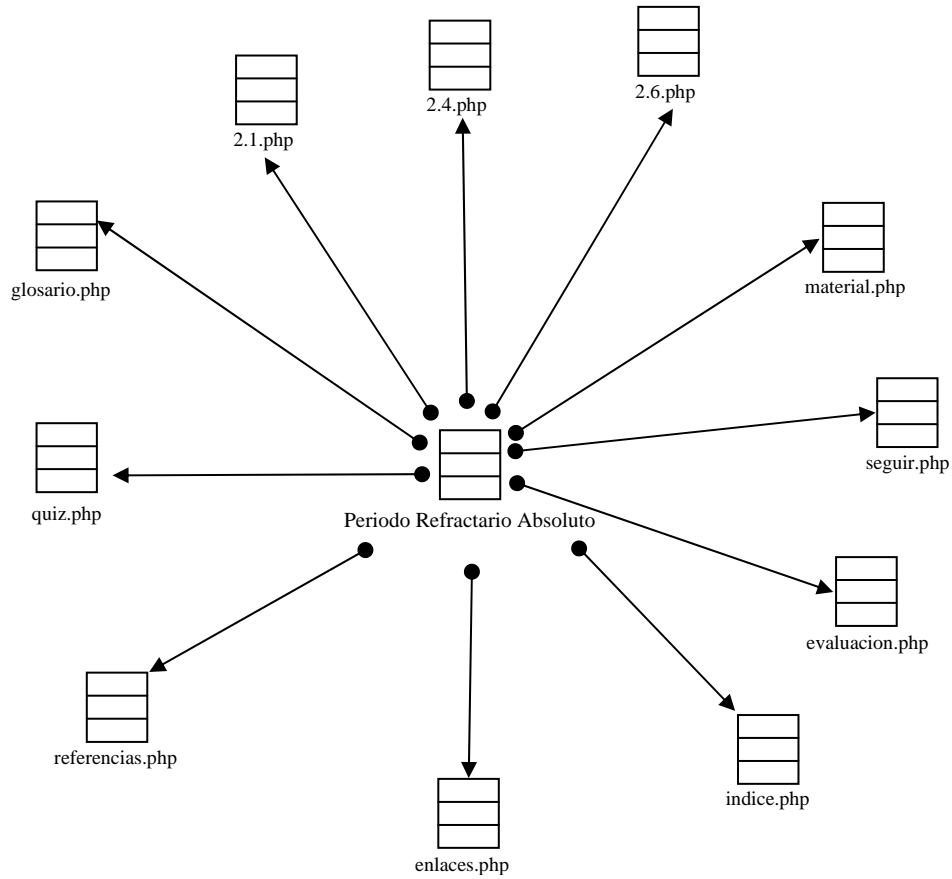 2.6.php
2.4.php
2.1.php
glosario.php
material.php
seguir.php
quiz.php
Periodo Refractario Absoluto
evaluacion.php
referencias.php
indice.php
enlaces.php